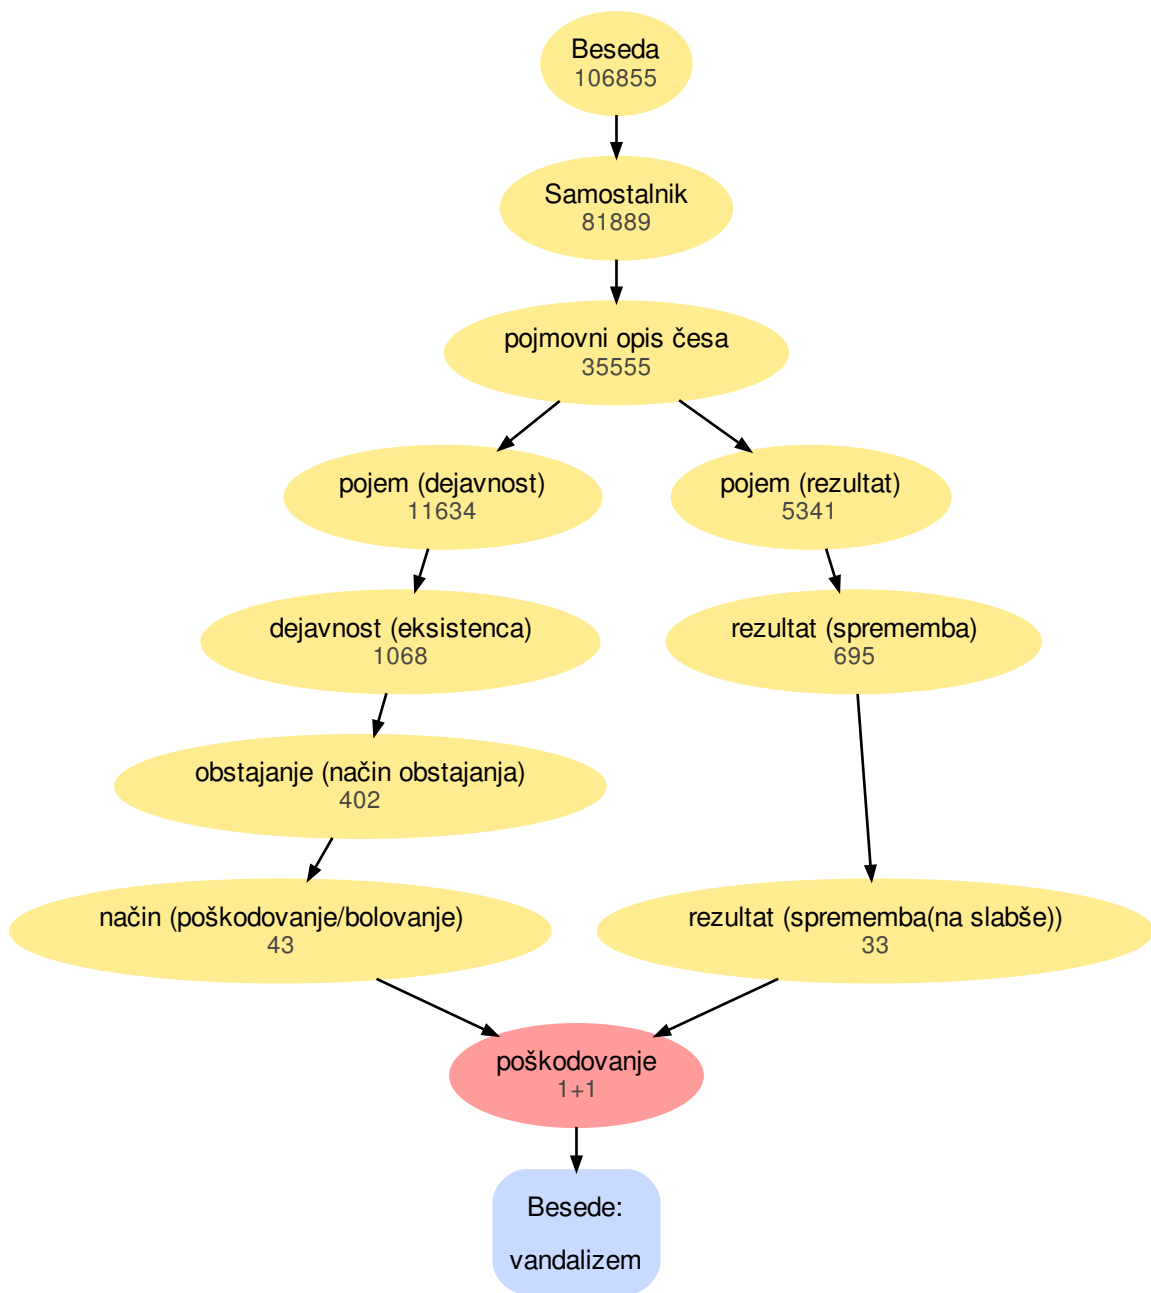 Beseda
106855
Samostalnik
81889
pojmovni opis česa
35555
pojem (dejavnost)
11634
pojem (rezultat)
5341
dejavnost (eksistenca)
1068
rezultat (sprememba)
695
obstajanje (način obstajanja)
402
način (poškodovanje/bolovanje)
43
rezultat (sprememba(na slabše))
33
poškodovanje
1+1
Besede:
vandalizem